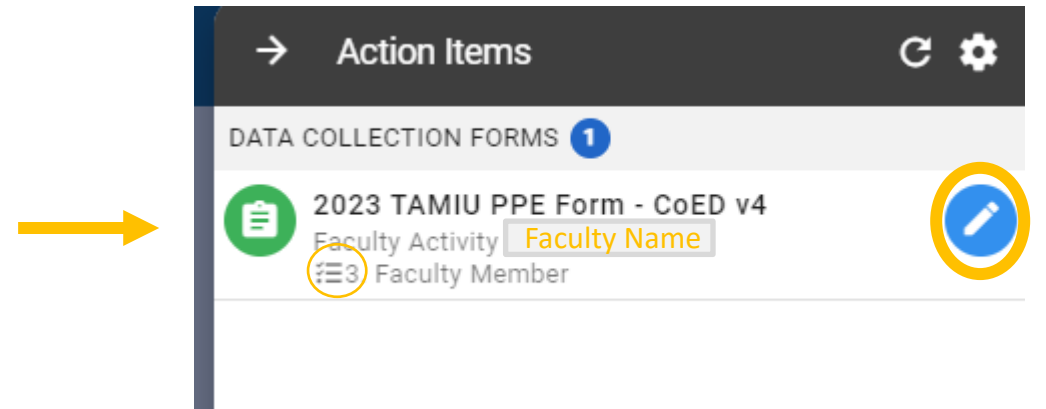 Action Items
DATA COLLECTION FORMS 1
2023 TAMIU PPE Form - CoED v4
Faculty Activity Faculty Name
3 Faculty Member